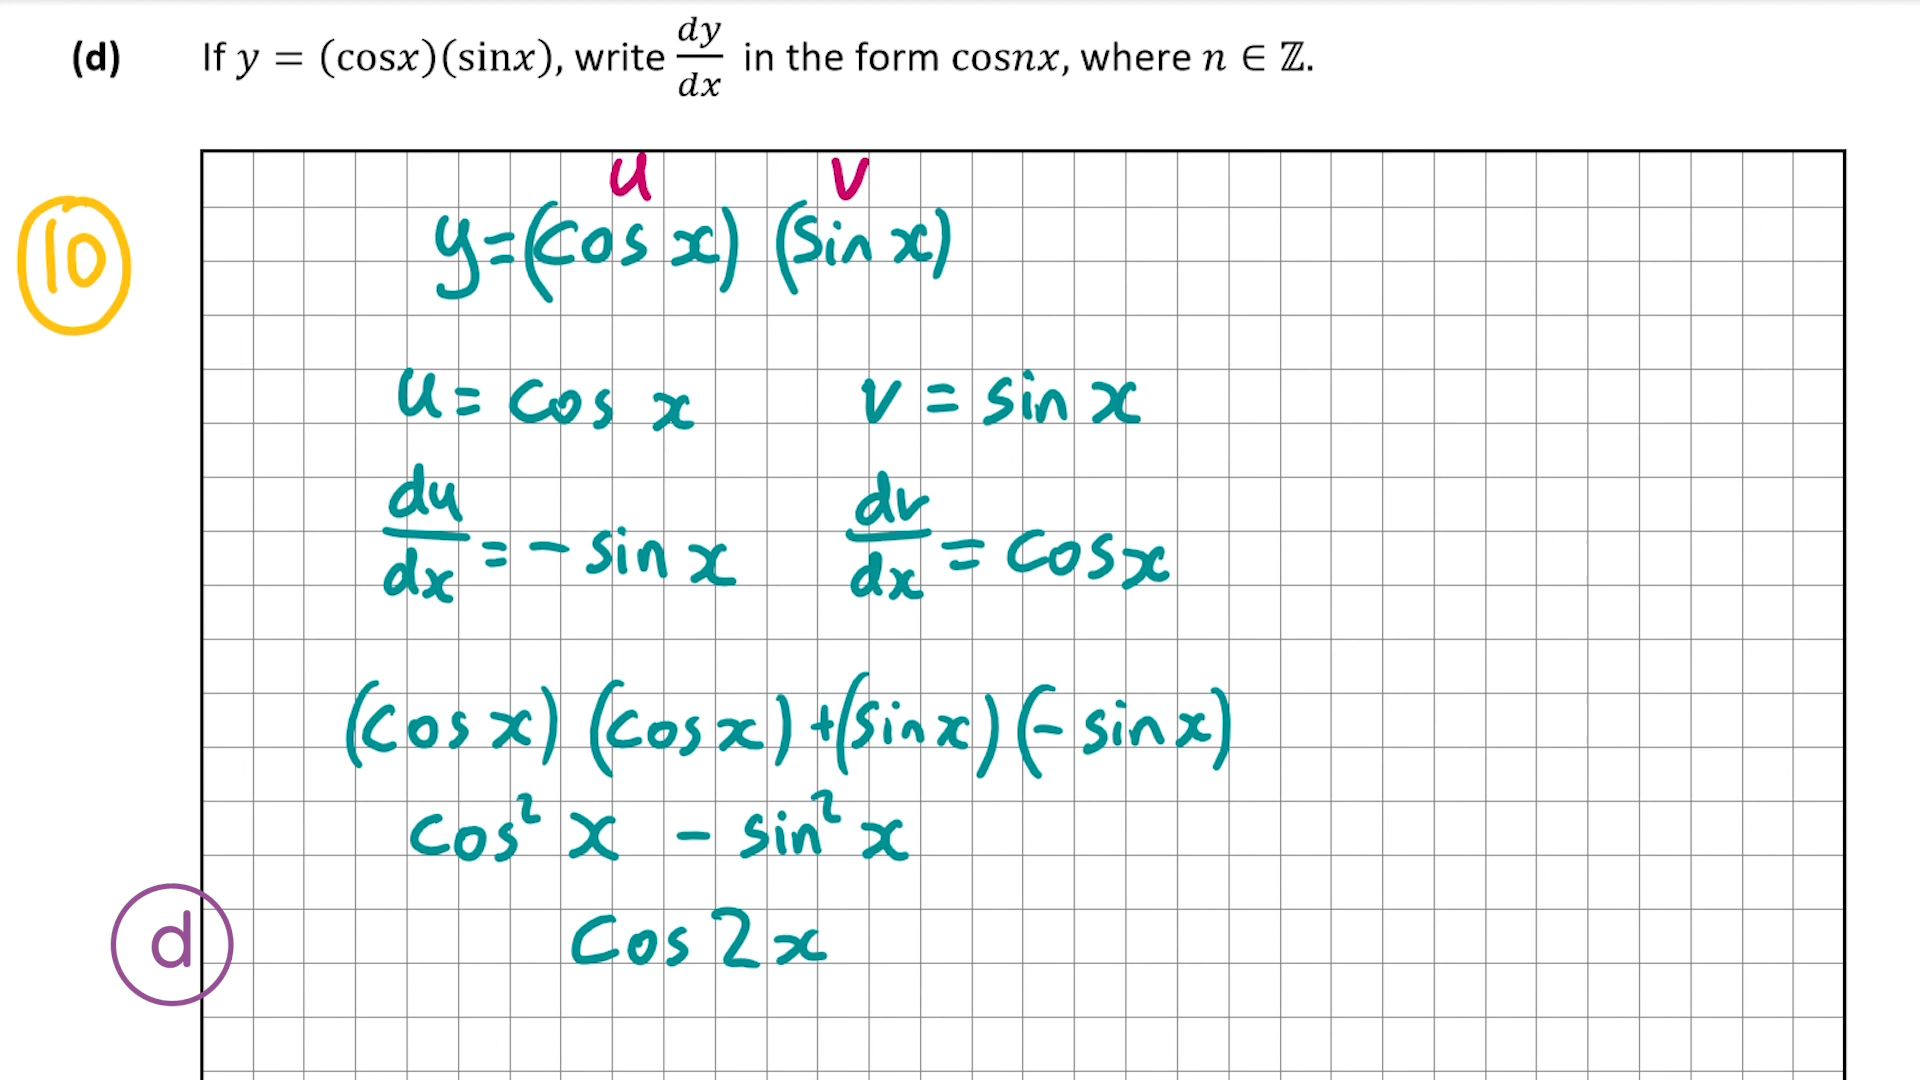 (d) If y = (cosx)(sinx), write dy/dx in the form cosnx, where n ∈ ℤ.
u v
10
y=(cos x) (sin x)
u = cos x v = sin x
du/dx = - sin x dv/dx = cos x
(cos x) (cos x) + (sin x) (- sin x)
cos² x - sin² x
d
cos 2x